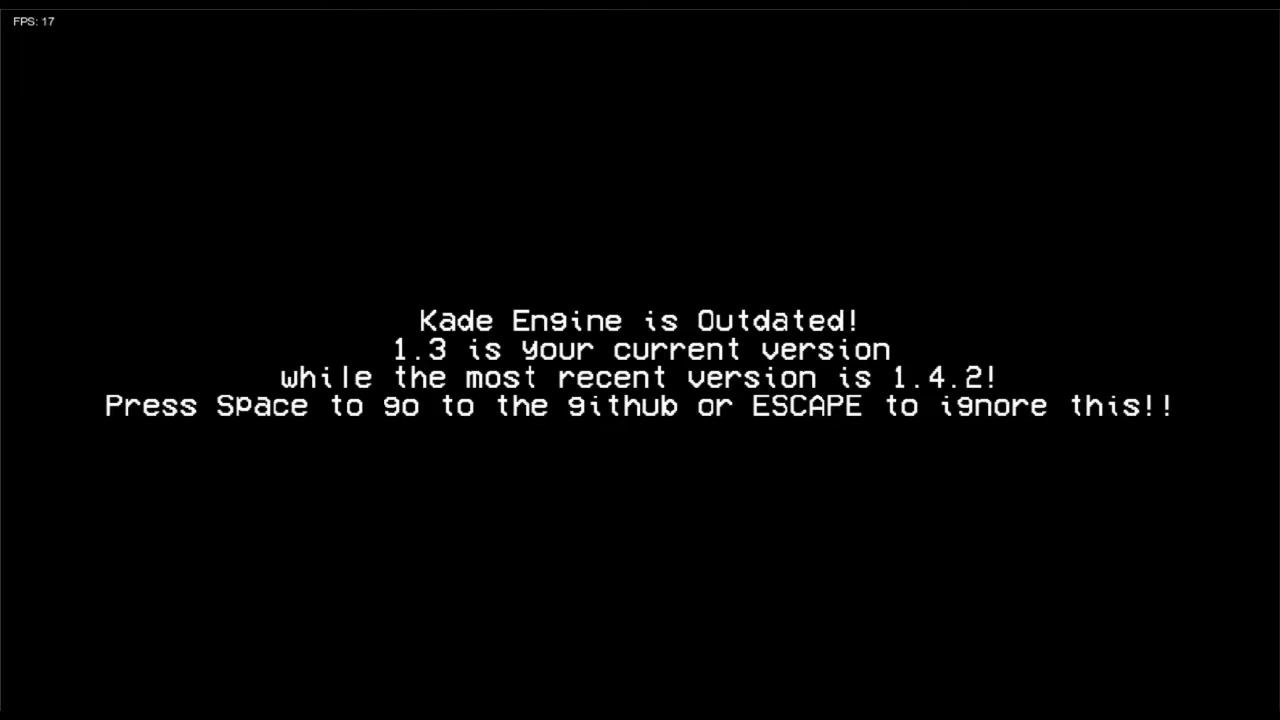 FPS: 17
Kade Engine is Outdated!
1.3 is your current version
while the most recent version is 1.4.2!
Press Space to go to the github or ESCAPE to ignore this!!